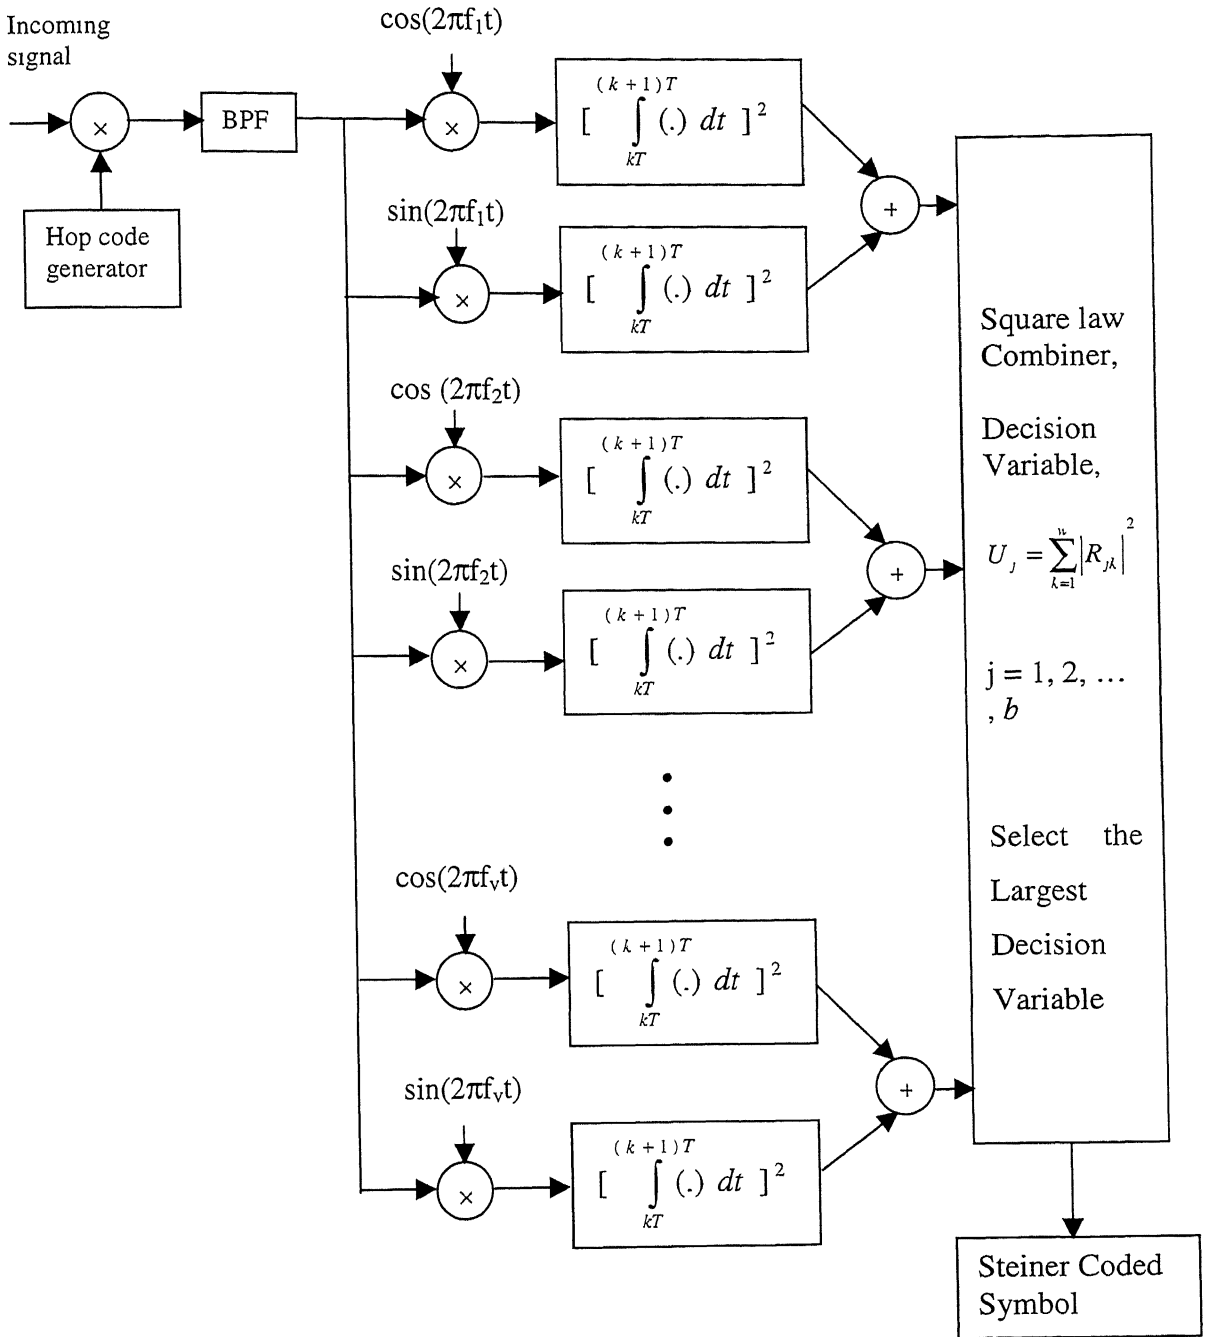 Incoming
signal
cos(2πf₁t)
×
BPF
×
[ ∫ (.) dt ]²
(k + 1)T
kT
Hop code
generator
sin(2πf₁t)
×
[ ∫ (.) dt ]²
(k + 1)T
kT
+
cos (2πf₂t)
×
[ ∫ (.) dt ]²
(k + 1)T
kT
sin(2πf₂t)
×
[ ∫ (.) dt ]²
(k + 1)T
kT
+
cos(2πfᵥt)
×
[ ∫ (.) dt ]²
(k + 1)T
kT
sin(2πfᵥt)
×
[ ∫ (.) dt ]²
(k + 1)T
kT
+
Square law
Combiner,
Decision
Variable,
U_j = ∑_{k=1}^{n} |R_{jk}|²
j = 1, 2, ...
, b
Select the
Largest
Decision
Variable
Steiner Coded
Symbol